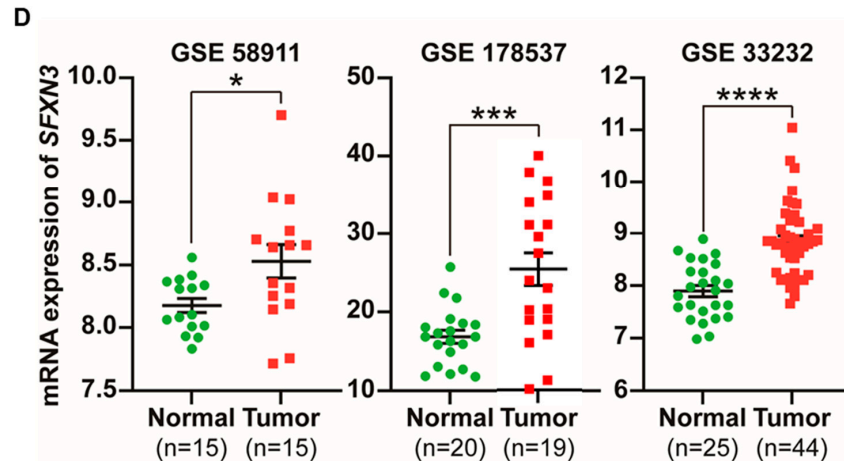 D
GSE 58911
GSE 178537
GSE 33232
mRNA expression of SFXN3
10.0
9.5
9.0
8.5
8.0
7.5
*
Normal Tumor
(n=15) (n=15)
50
40
30
20
10
***
Normal Tumor
(n=20) (n=19)
12
11
10
9
8
7
6
****
Normal Tumor
(n=25) (n=44)